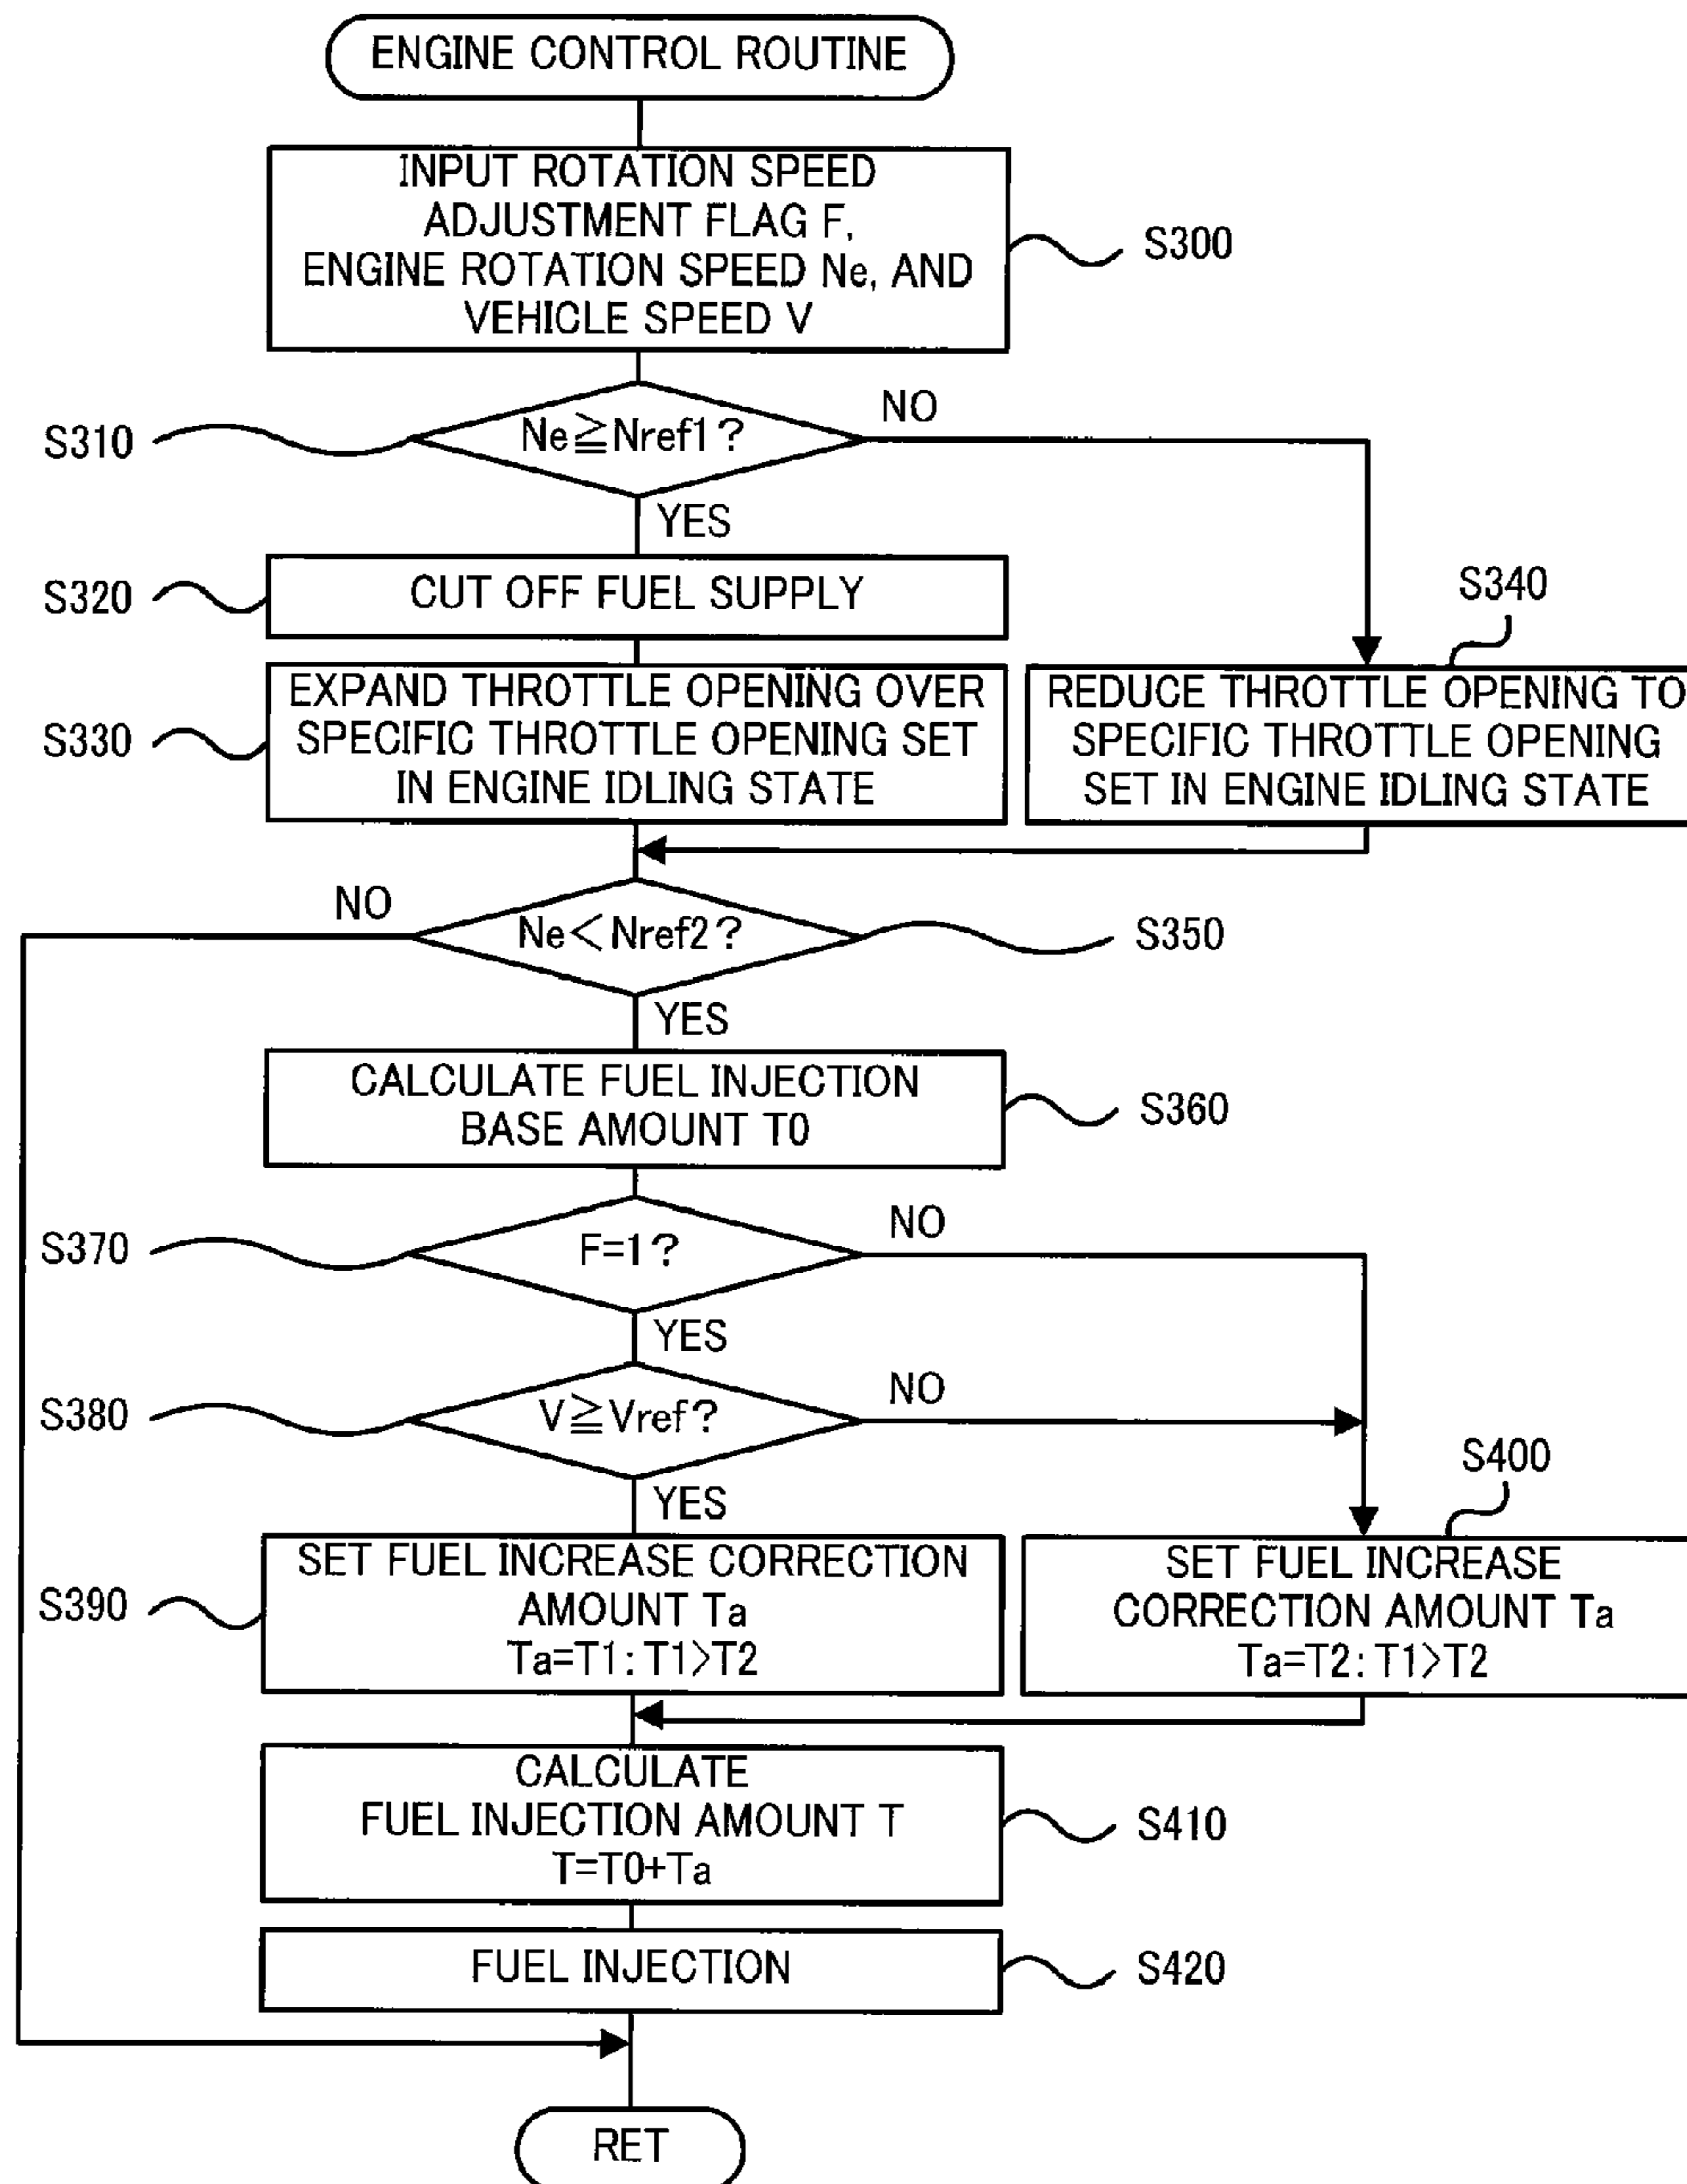 ENGINE CONTROL ROUTINE
INPUT ROTATION SPEED
ADJUSTMENT FLAG F,
ENGINE ROTATION SPEED Ne, AND
VEHICLE SPEED V
S300
S310
Ne≧Nref1?
NO
YES
S320
CUT OFF FUEL SUPPLY
S340
S330
EXPAND THROTTLE OPENING OVER
SPECIFIC THROTTLE OPENING SET
IN ENGINE IDLING STATE
REDUCE THROTTLE OPENING TO
SPECIFIC THROTTLE OPENING
SET IN ENGINE IDLING STATE
NO
Ne<Nref2?
S350
YES
CALCULATE FUEL INJECTION
BASE AMOUNT T0
S360
S370
F=1?
NO
YES
S380
V≧Vref?
NO
YES
S400
S390
SET FUEL INCREASE CORRECTION
AMOUNT Ta
Ta=T1:T1>T2
SET FUEL INCREASE
CORRECTION AMOUNT Ta
Ta=T2:T1>T2
CALCULATE
FUEL INJECTION AMOUNT T
T=T0+Ta
S410
FUEL INJECTION
S420
RET